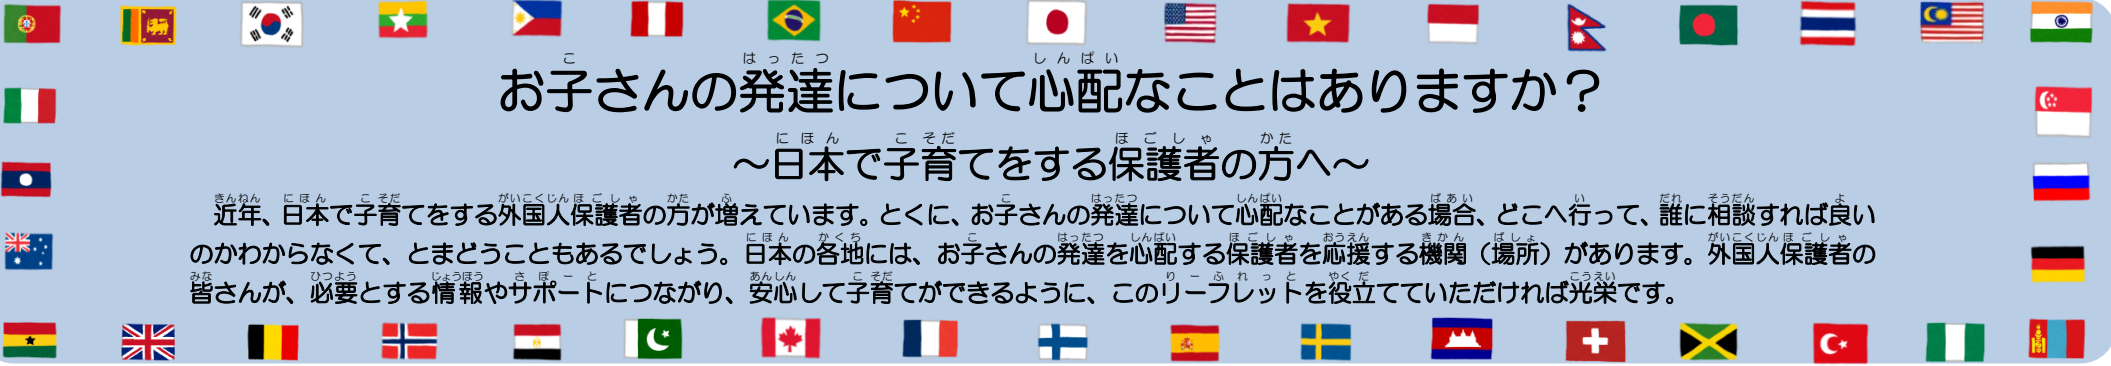 お子さんの発達について心配なことはありますか？
～日本で子育てをする保護者の方へ～
近年、日本で子育てをする外国人保護者の方が増えています。とくに、お子さんの発達について心配なことがある場合、どこへ行って、誰に相談すれば良い
のかわからなくて、とまどうこともあるでしょう。日本の各地には、お子さんの発達を心配する保護者を応援する機関（場所）があります。外国人保護者の
皆さんが、必要とする情報やサポートにつながり、安心して子育てができるように、このリーフレットを役立てていただければ光栄です。